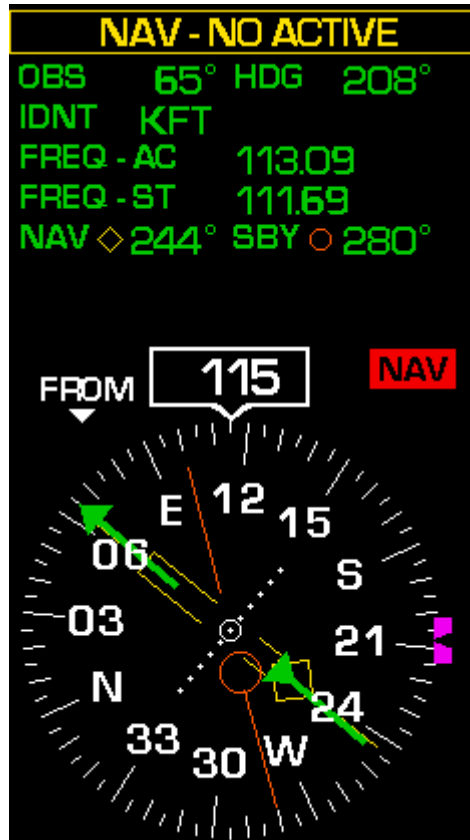 NAV - NO ACTIVE
OBS 65° HDG 208°
IDNT KFT
FREQ - AC 113.09
FREQ - ST 111.69
NAV 244° SBY 280°
115
NAV
FROM
12
E
15
06
S
03
21
N
24
33
W
30